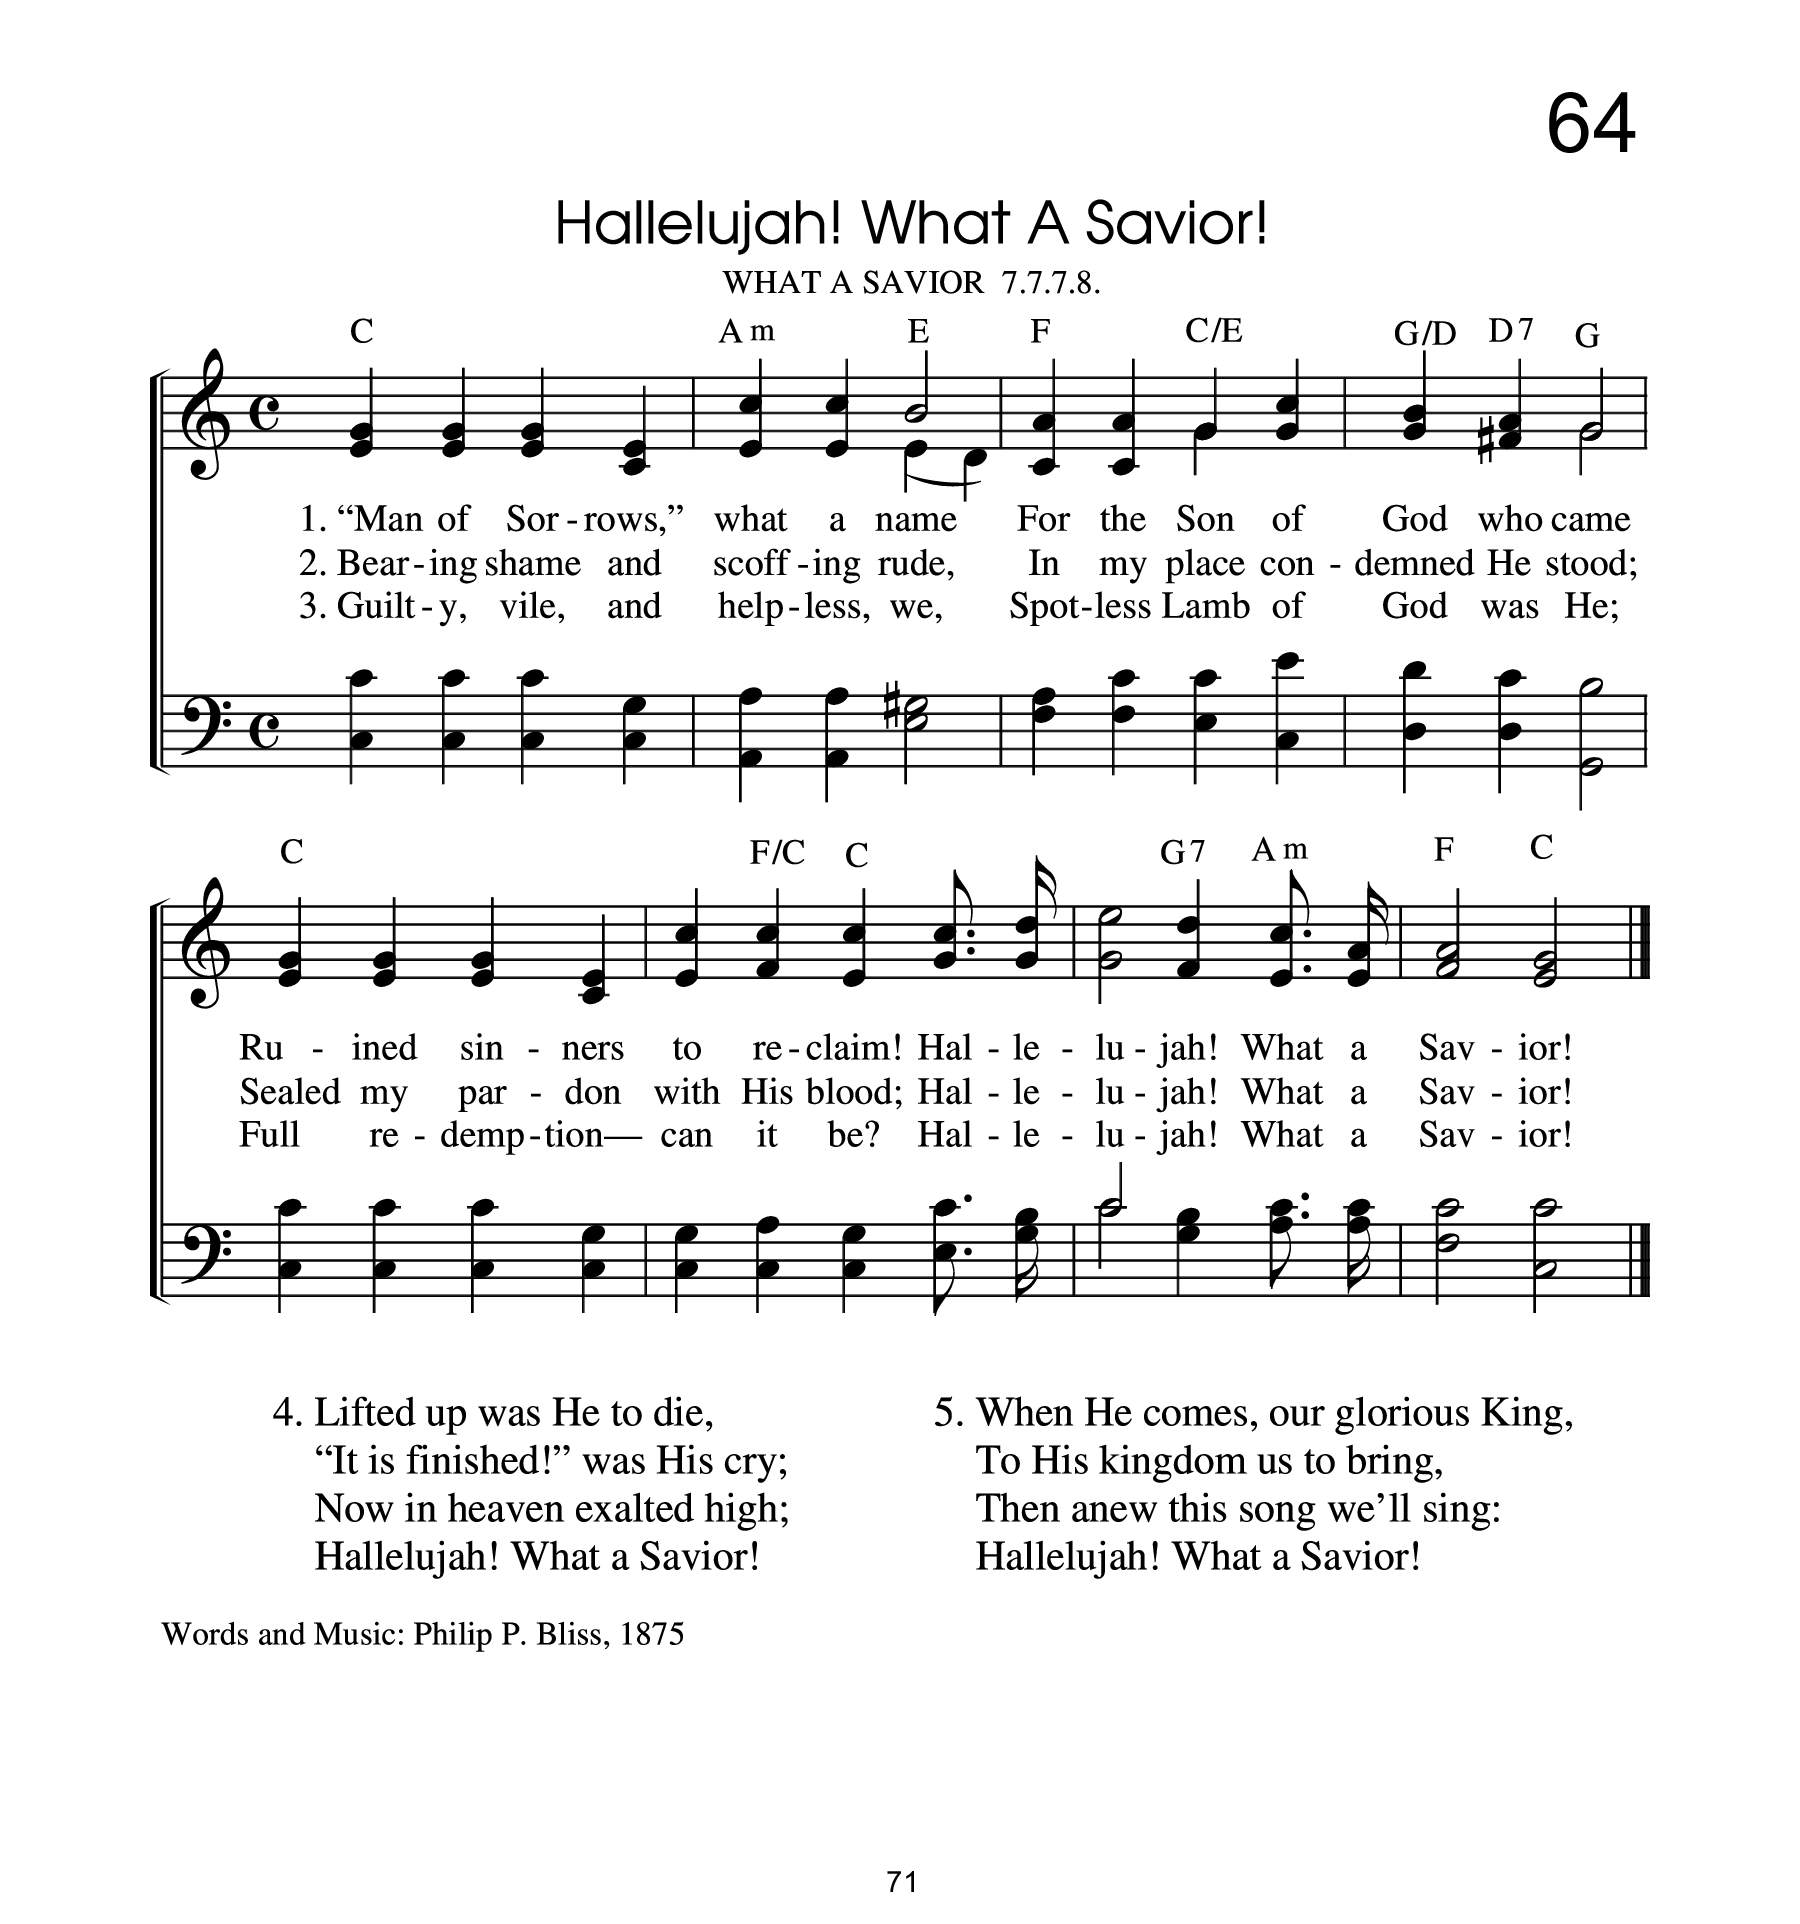 64
Hallelujah! What A Savior!
WHAT A SAVIOR 7.7.7.8.
C Am E F C/E G/D D7 G
1. “Man of Sor - rows,” what a name For the Son of God who came
2. Bear - ing shame and scoff - ing rude, In my place con - demned He stood;
3. Guilt - y, vile, and help - less, we, Spot - less Lamb of God was He;
C F/C C G7 Am F C
Ru - ined sin - ners to re - claim! Hal - le - lu - jah! What a Sav - ior!
Sealed my par - don with His blood; Hal - le - lu - jah! What a Sav - ior!
Full re - demp - tion— can it be? Hal - le - lu - jah! What a Sav - ior!
4. Lifted up was He to die,
“It is finished!” was His cry;
Now in heaven exalted high;
Hallelujah! What a Savior!
5. When He comes, our glorious King,
To His kingdom us to bring,
Then anew this song we’ll sing:
Hallelujah! What a Savior!
Words and Music: Philip P. Bliss, 1875
71